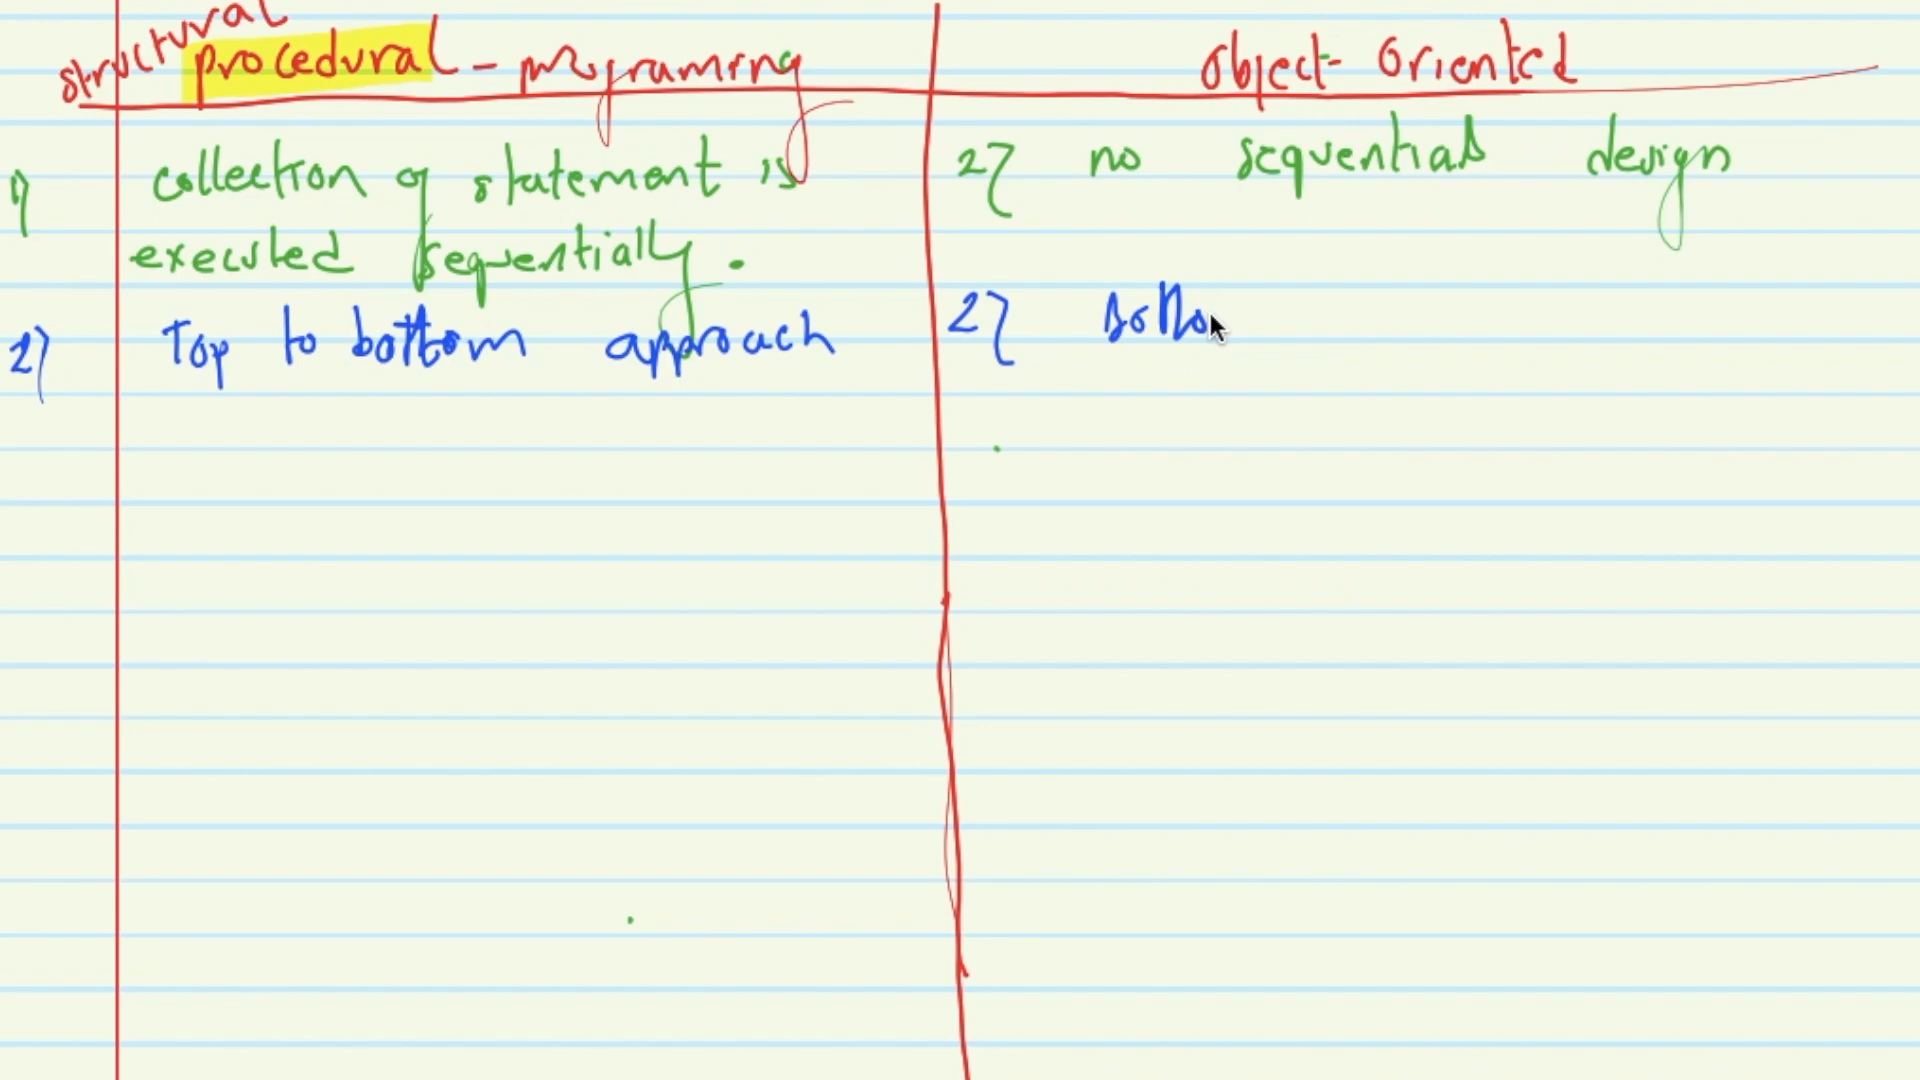 structural
procedural - programing
object- oriented
1) collection of statement is
executed sequentially.
2) Top to bottom approach
2} no sequential design
2} botto